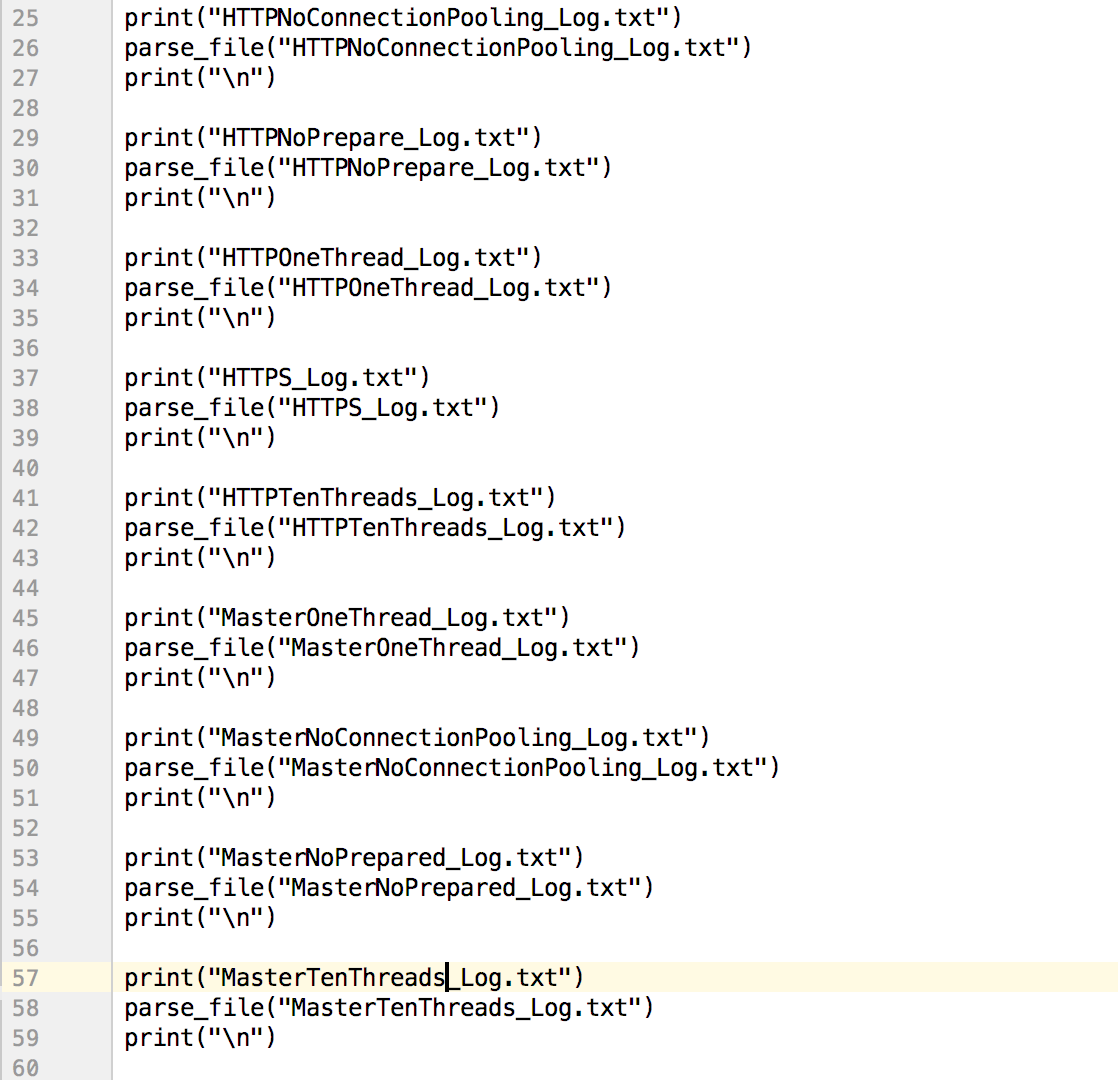 25 print("HTTPNoConnectionPooling_Log.txt")
26 parse_file("HTTPNoConnectionPooling_Log.txt")
27 print("\n")
28
29 print("HTTPNoPrepare_Log.txt")
30 parse_file("HTTPNoPrepare_Log.txt")
31 print("\n")
32
33 print("HTTPOneThread_Log.txt")
34 parse_file("HTTPOneThread_Log.txt")
35 print("\n")
36
37 print("HTTPS_Log.txt")
38 parse_file("HTTPS_Log.txt")
39 print("\n")
40
41 print("HTTPTenThreads_Log.txt")
42 parse_file("HTTPTenThreads_Log.txt")
43 print("\n")
44
45 print("MasterOneThread_Log.txt")
46 parse_file("MasterOneThread_Log.txt")
47 print("\n")
48
49 print("MasterNoConnectionPooling_Log.txt")
50 parse_file("MasterNoConnectionPooling_Log.txt")
51 print("\n")
52
53 print("MasterNoPrepared_Log.txt")
54 parse_file("MasterNoPrepared_Log.txt")
55 print("\n")
56
57 print("MasterTenThreads_Log.txt")
58 parse_file("MasterTenThreads_Log.txt")
59 print("\n")
60